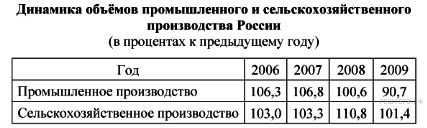 Динамика объёмов промышленного и сельскохозяйственного
производства России
(в процентах к предыдущему году)
Год 2006 2007 2008 2009
Промышленное производство 106,3 106,8 100,6 90,7
Сельскохозяйственное производство 103,0 103,3 110,8 101,4